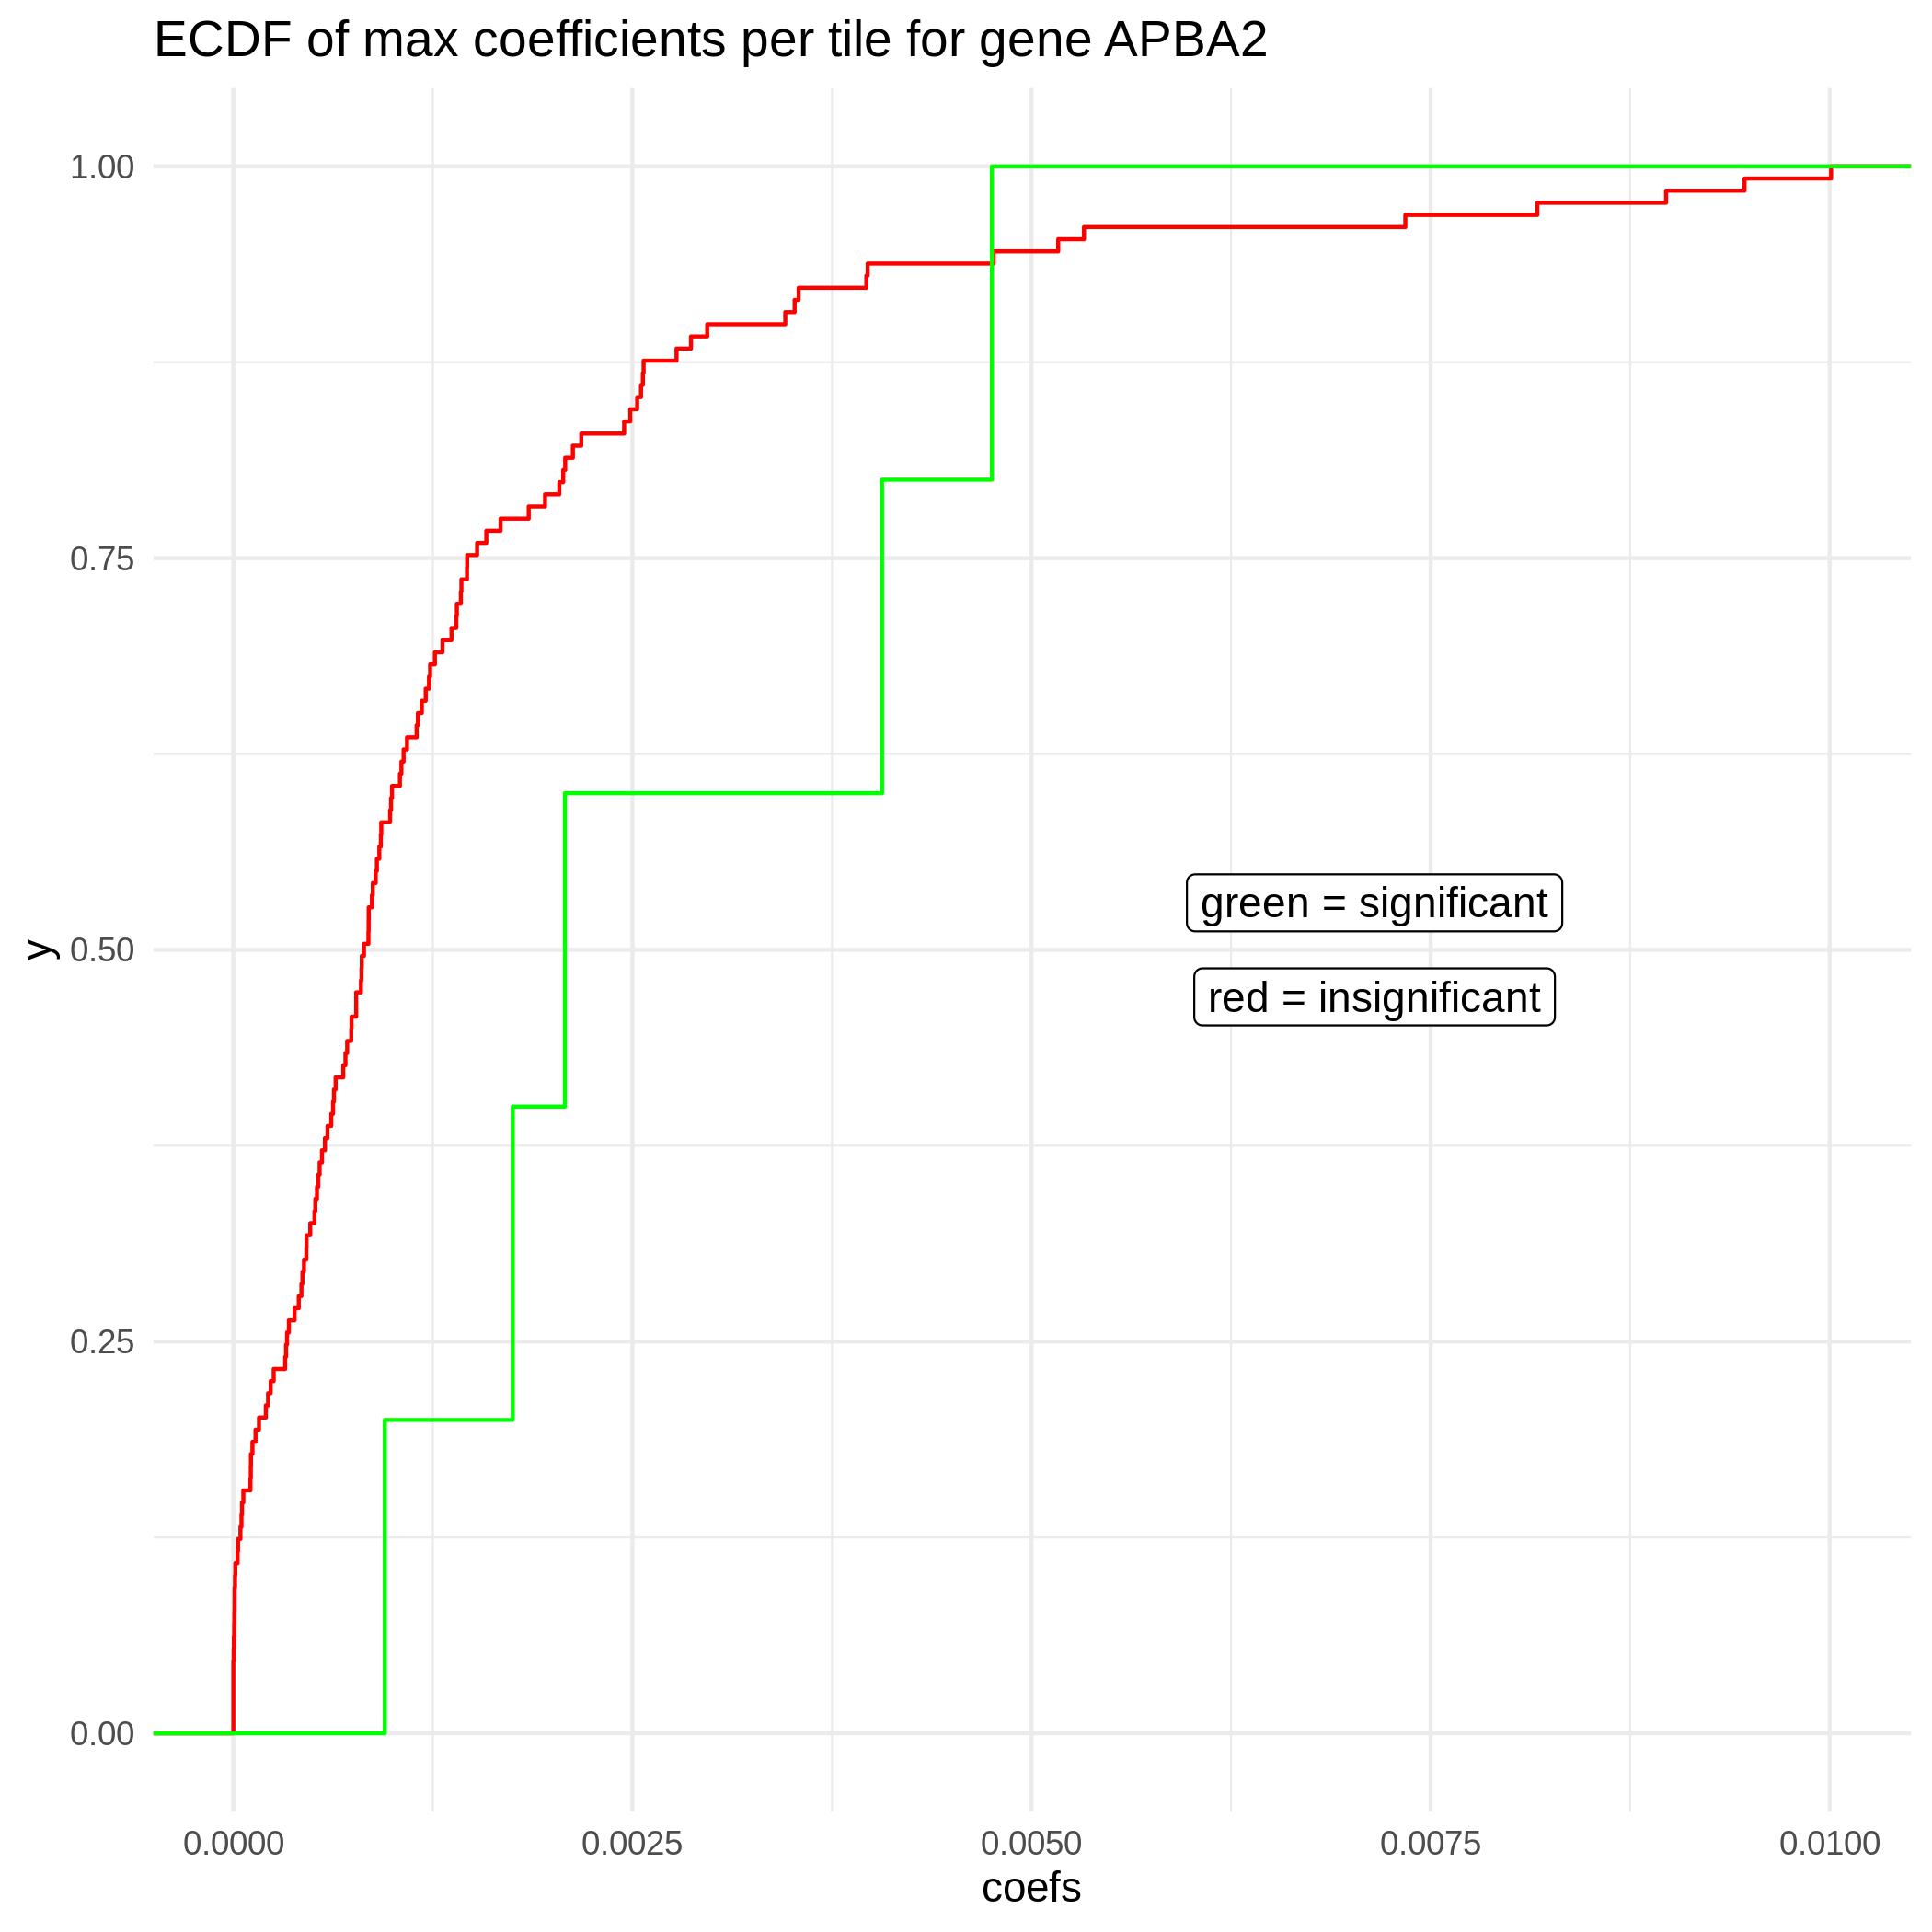 ECDF of max coefficients per tile for gene APBA2
1.00
0.75
0.50
0.25
0.00
y
green = significant
red = insignificant
0.0000 0.0025 0.0050 0.0075 0.0100
coefs